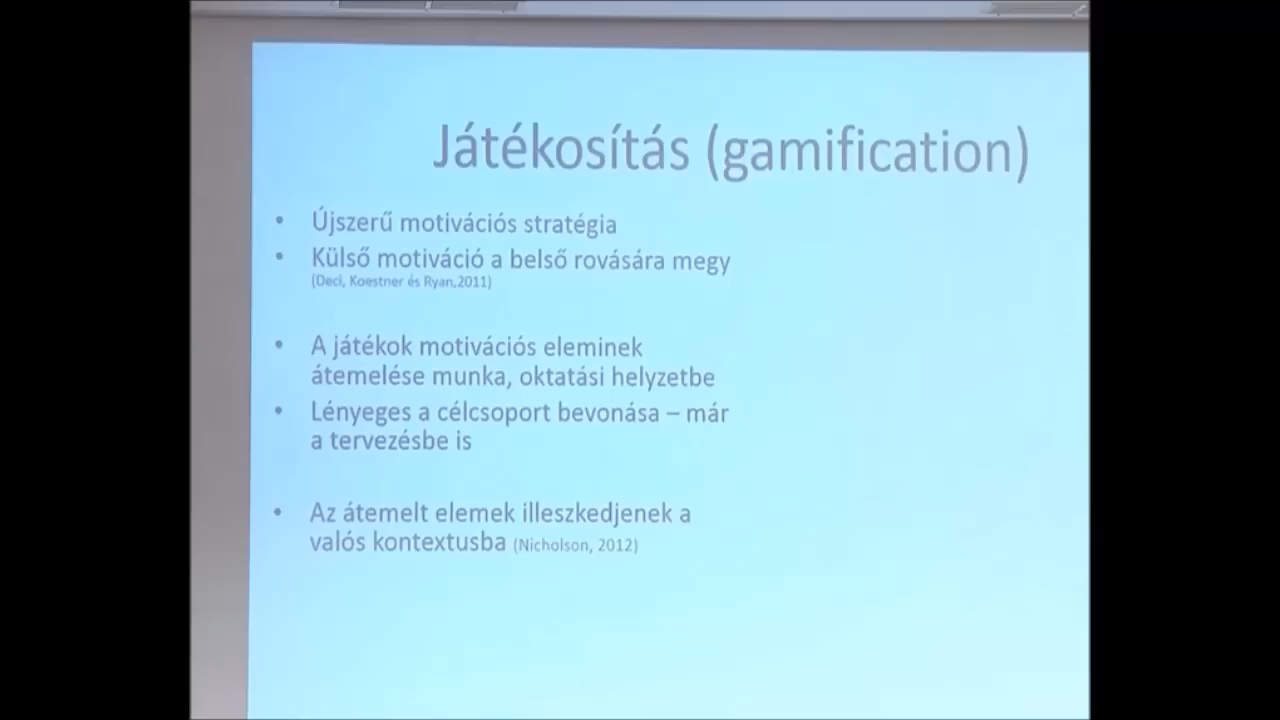 Játékosítás (gamification)
• Újszerű motivációs stratégia
• Külső motiváció a belső rovására megy
(Deci, Koestner és Ryan,2011)
• A játékok motivációs eleminek
átemelése munka, oktatási helyzetbe
• Lényeges a célcsoport bevonása – már
a tervezésbe is
• Az átemelt elemek illeszkedjenek a
valós kontextusba (Nicholson, 2012)